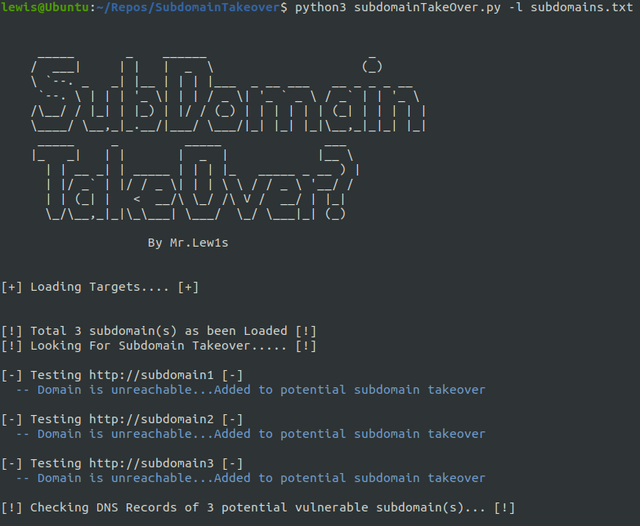 lewis@Ubuntu:~/Repos/SubdomainTakeover$ python3 subdomainTakeOver.py -l subdomains.txt
SubDomain
TakeOver?
By Mr.Lew1s
[+] Loading Targets.... [+]
[!] Total 3 subdomain(s) as been Loaded [!]
[!] Looking For Subdomain Takeover..... [!]
[-] Testing http://subdomain1 [-]
-- Domain is unreachable...Added to potential subdomain takeover
[-] Testing http://subdomain2 [-]
-- Domain is unreachable...Added to potential subdomain takeover
[-] Testing http://subdomain3 [-]
-- Domain is unreachable...Added to potential subdomain takeover
[!] Checking DNS Records of 3 potential vulnerable subdomain(s)... [!]